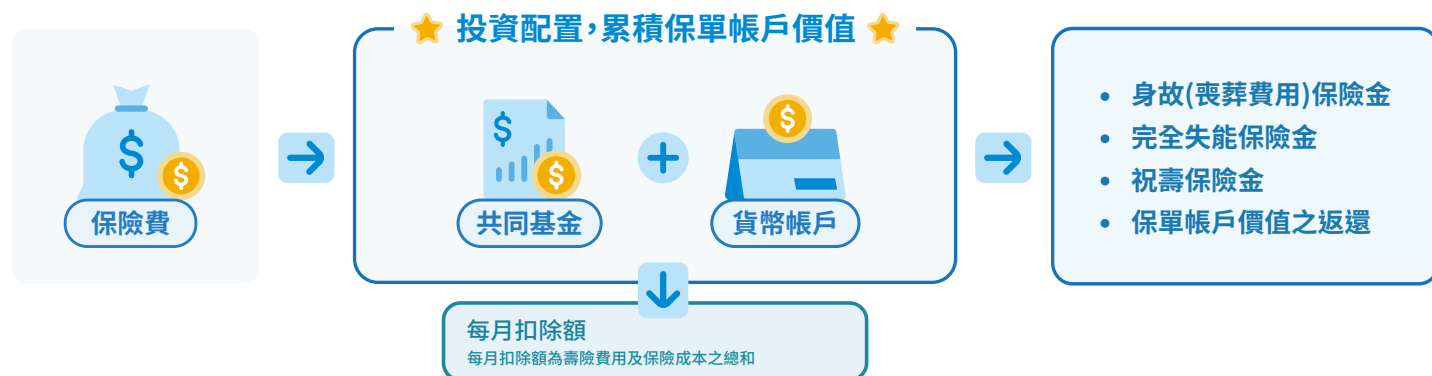 投資配置，累積保單帳戶價值
$
$
保險費
$
$
共同基金
+
$
貨幣帳戶
每月扣除額
每月扣除額為壽險費用及保險成本之總和
• 身故(喪葬費用)保險金
• 完全失能保險金
• 祝壽保險金
• 保單帳戶價值之返還